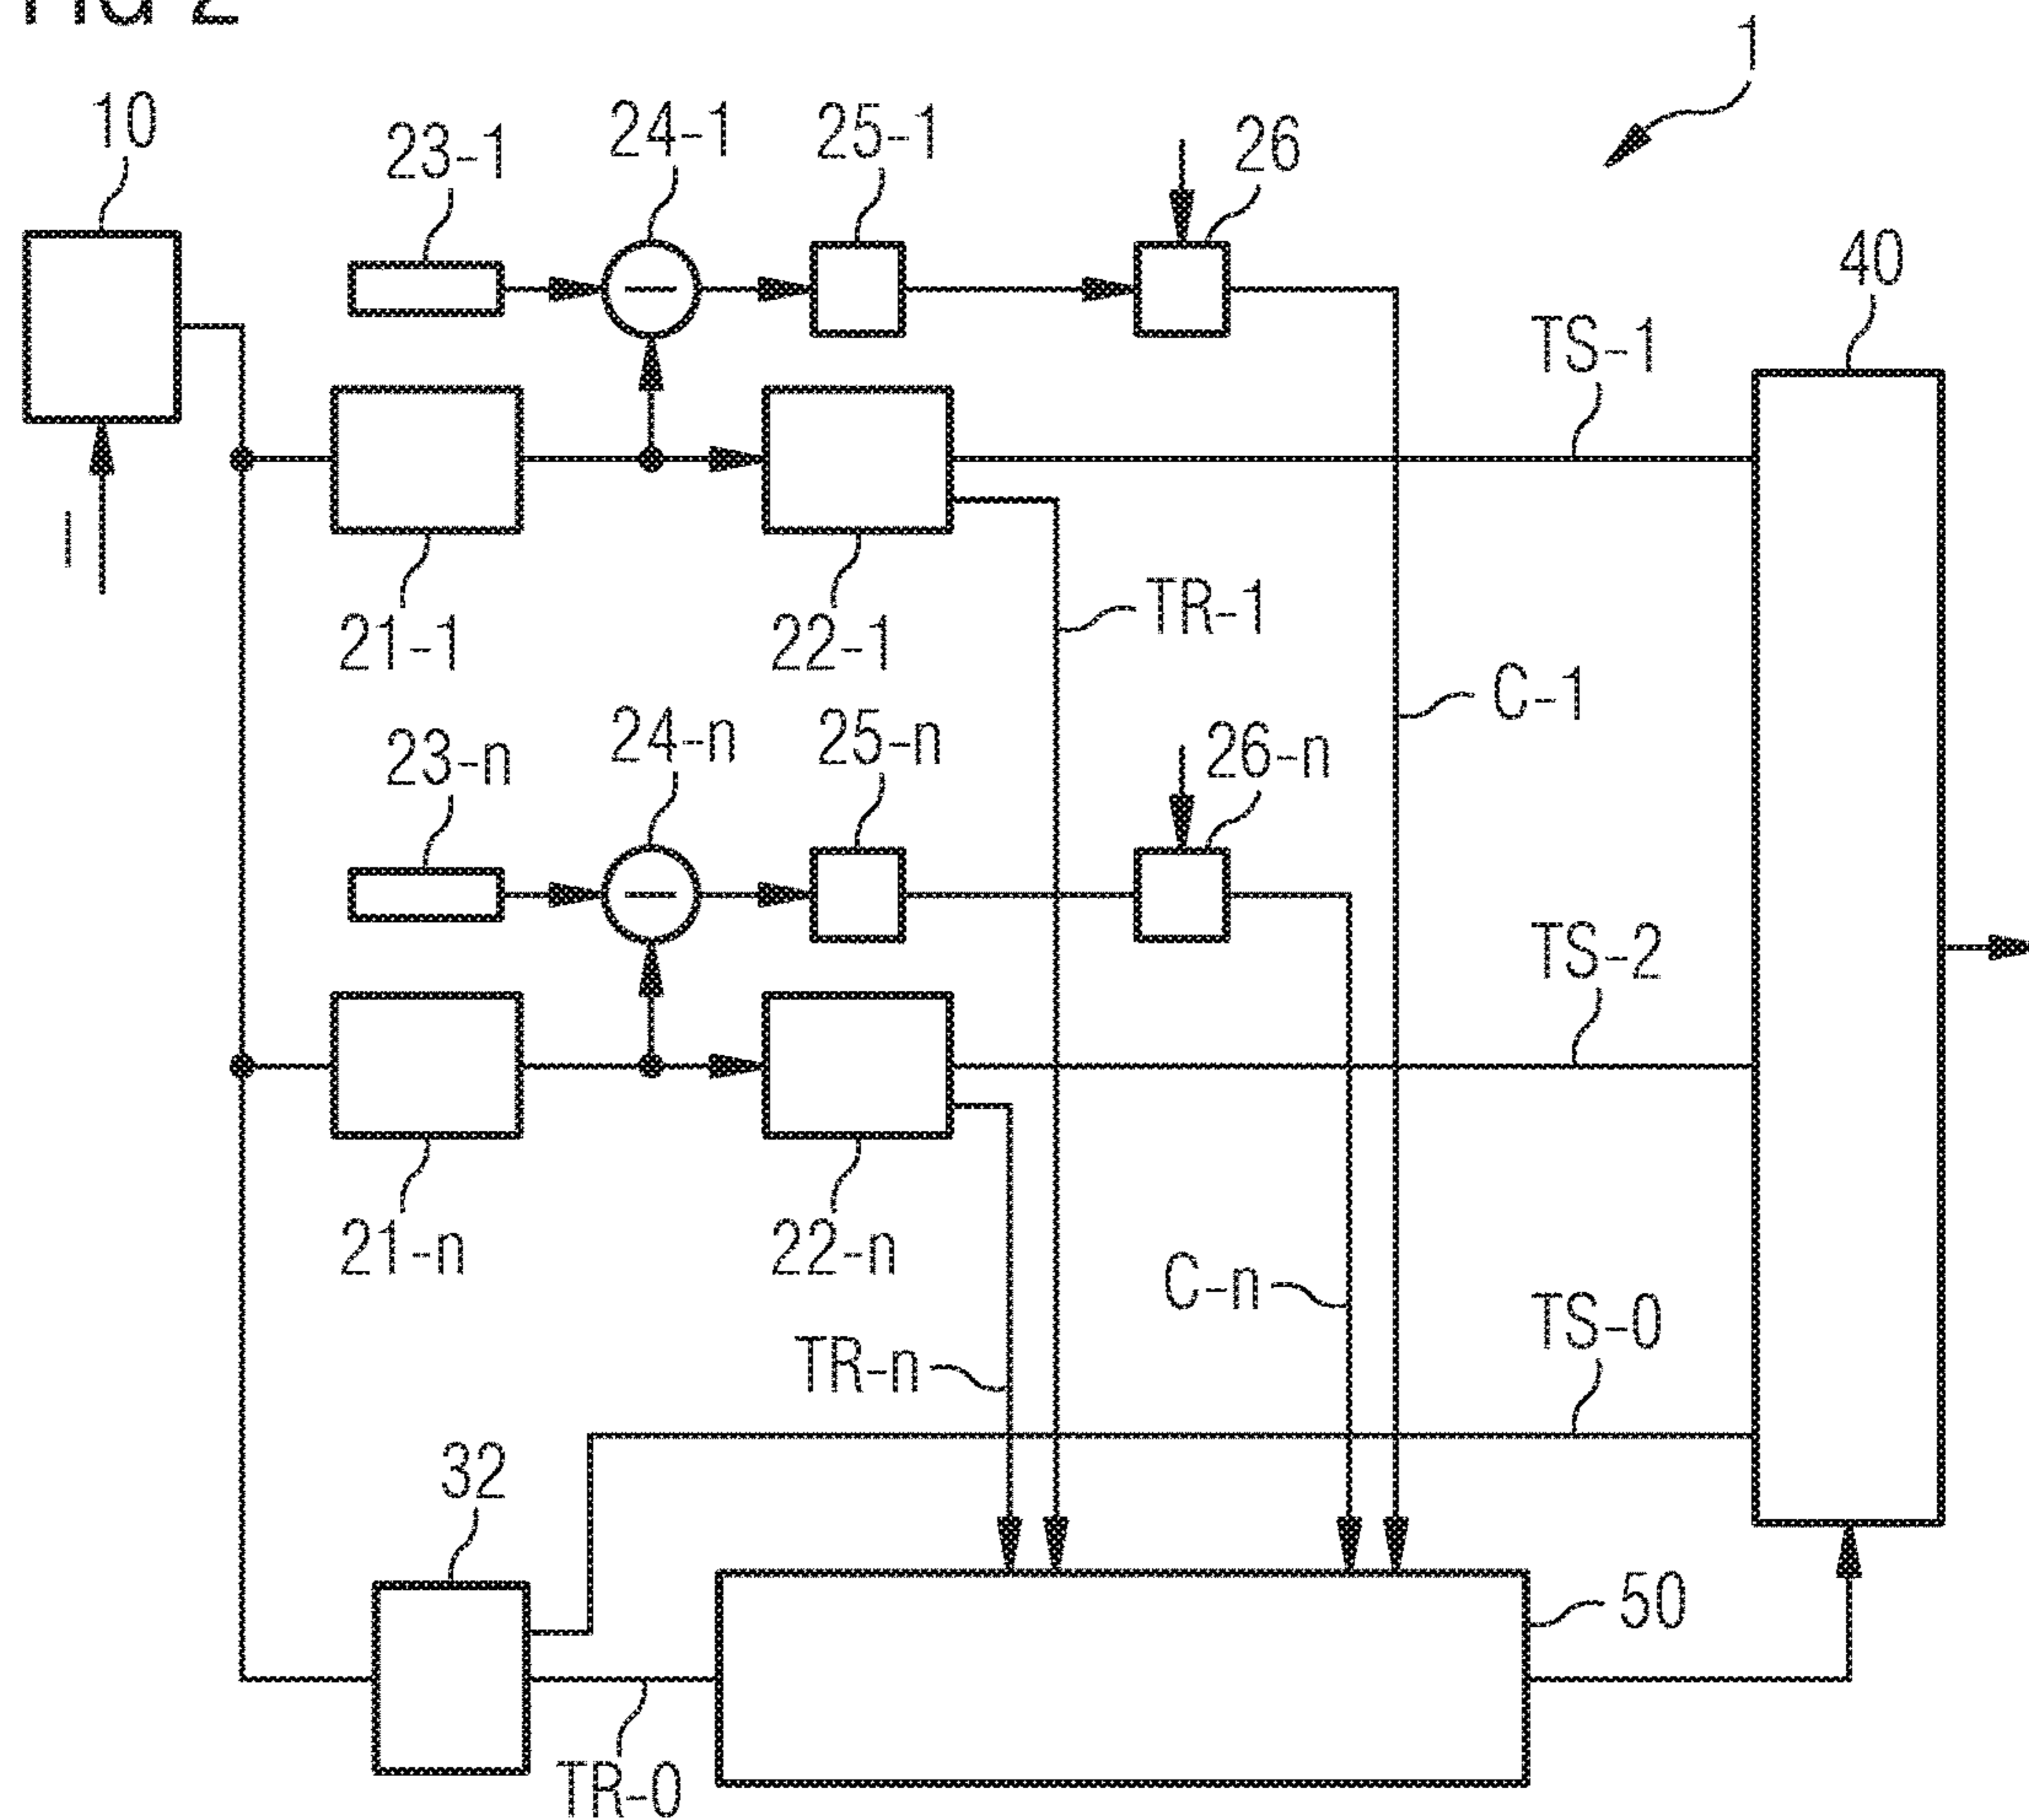 FIG 2
1
10
23-1
24-1
25-1
26
40
TS-1
I
21-1
22-1
TR-1
C-1
23-n
24-n
25-n
26-n
TS-2
21-n
22-n
C-n
TR-n
TS-0
32
50
TR-0